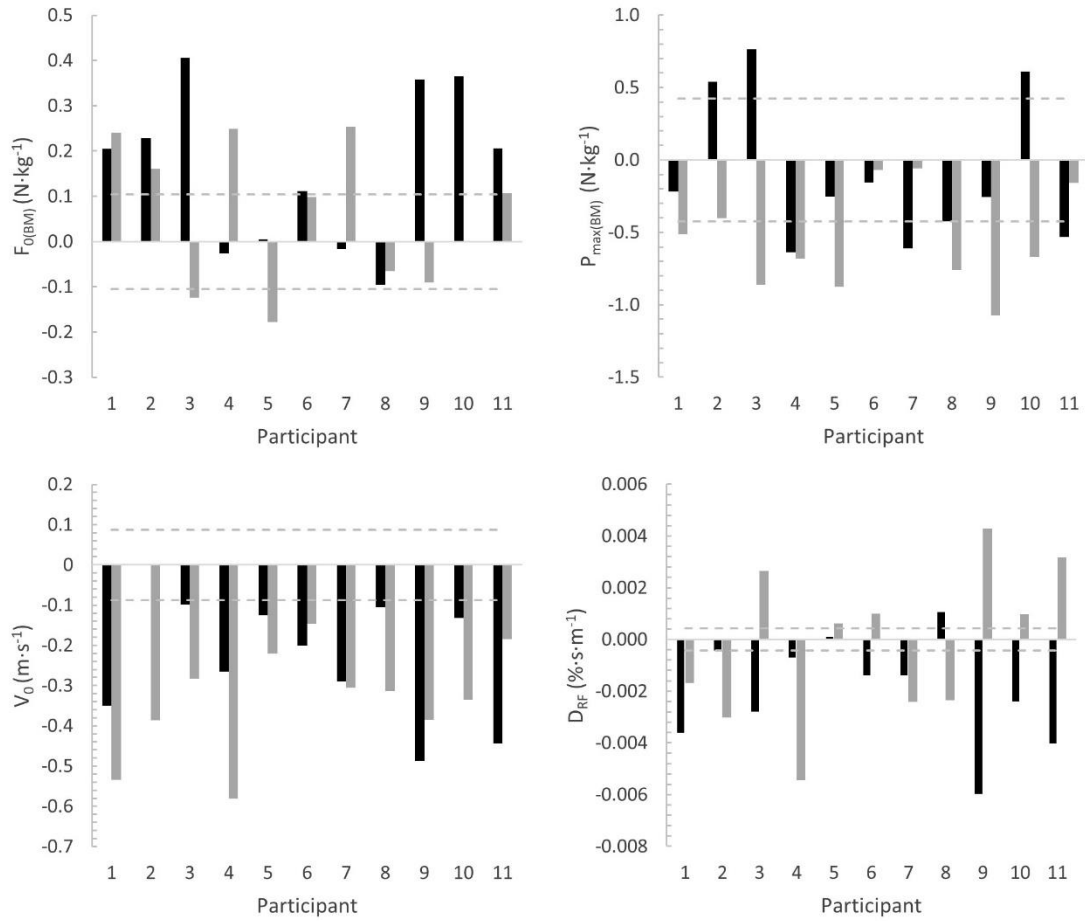 0.5
0.4
0.3
0.2
0.1
0.0
-0.1
-0.2
-0.3
F0(BM) (N·kg-1)
1 2 3 4 5 6 7 8 9 10 11
Participant
1.0
0.5
0.0
-0.5
-1.0
-1.5
Pmax(BM) (N·kg-1)
1 2 3 4 5 6 7 8 9 10 11
Participant
0.2
0.1
0
-0.1
-0.2
-0.3
-0.4
-0.5
-0.6
-0.7
V0 (m·s-1)
1 2 3 4 5 6 7 8 9 10 11
Participant
0.006
0.004
0.002
0.000
-0.002
-0.004
-0.006
-0.008
DRF (%·s·m-1)
1 2 3 4 5 6 7 8 9 10 11
Participant